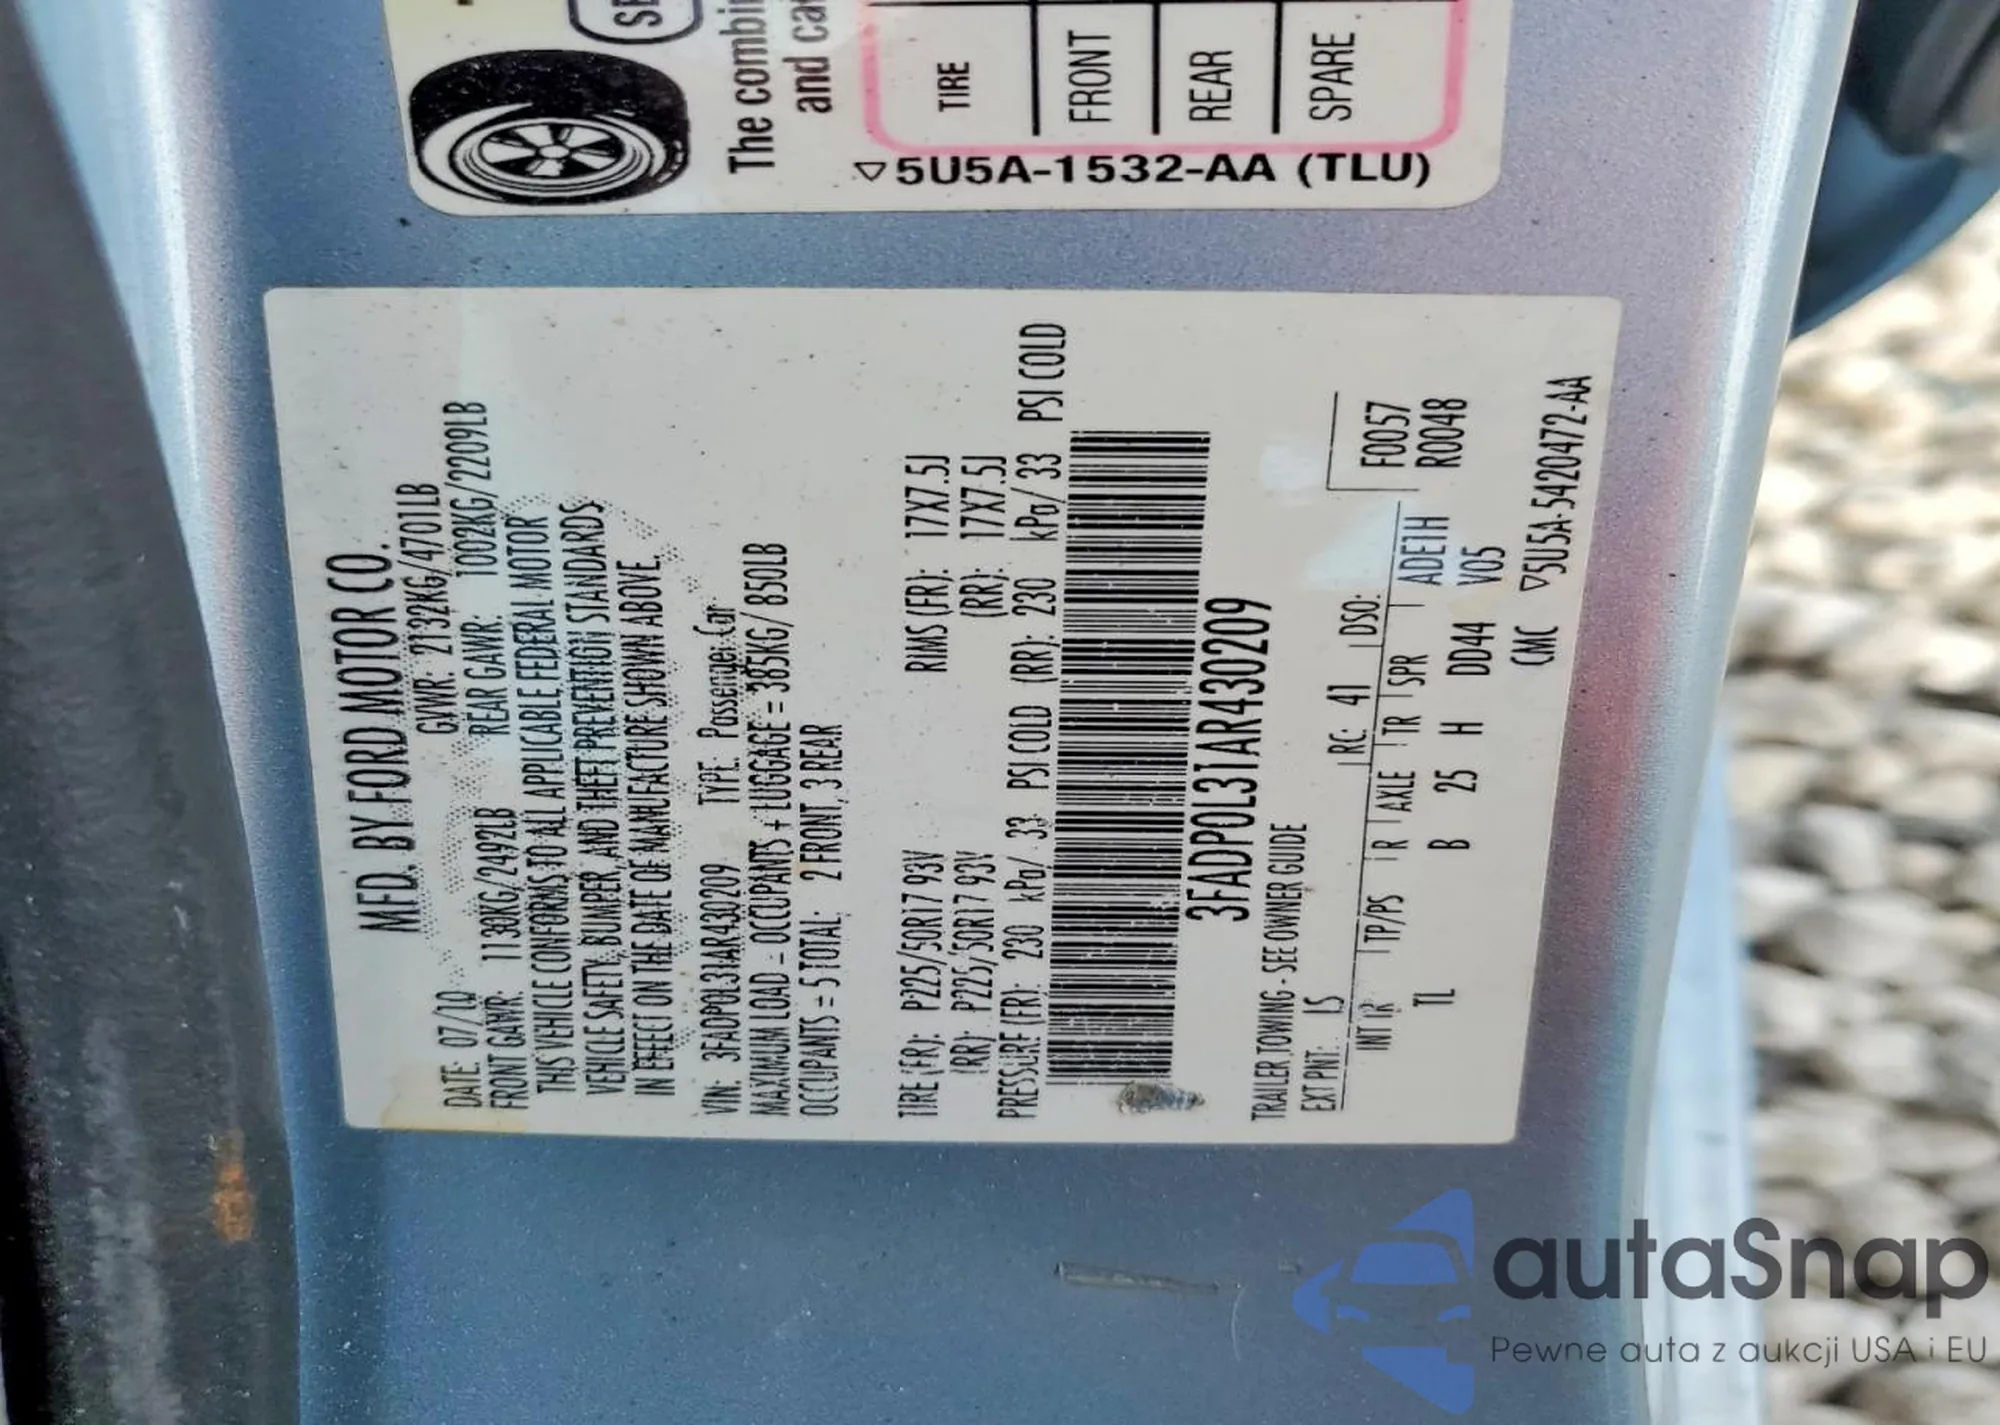 SE
The combin
and ca
TIRE
FRONT
REAR
SPARE
5U5A-1532-AA (TLU)
MFD. BY FORD MOTOR CO.
DATE: 07/10 GVWR: 2132KG/4701LB
FRONT GAWR: 1130KG/2492LB REAR GAWR: 1002KG/2209LB
THIS VEHICLE CONFORMS TO ALL APPLICABLE FEDERAL MOTOR
VEHICLE SAFETY, BUMPER, AND THEFT PREVENTION STANDARDS
IN EFFECT ON THE DATE OF MANUFACTURE SHOWN ABOVE.
VIN: 3FADP0L31AR430209 TYPE: Passenger Car
MAXIMUM LOAD = OCCUPANTS + LUGGAGE = 385KG/ 850LB
OCCUPANTS = 5 TOTAL: 2 FRONT, 3 REAR
TIRE (FR): P225/50R17 93V RIMS (FR): 17X7.5J
(RR): P225/50R17 93V (RR): 17X7.5J
PRESSURE (FR): 230 kPa/ 33 PSI COLD (RR): 230 kPa/ 33 PSI COLD
3FADP0L31AR430209
TRAILER TOWING - SEE OWNER GUIDE
EXT PNT: LS RC: 41 DSO: F0057
INT TR TP/PS R AXLE TR SPR ADE1H R0048
TL B 25 H DD44 V05
CMC 5U5A-5420472-AA
autaSnap
Pewne auta z aukcji USA i EU